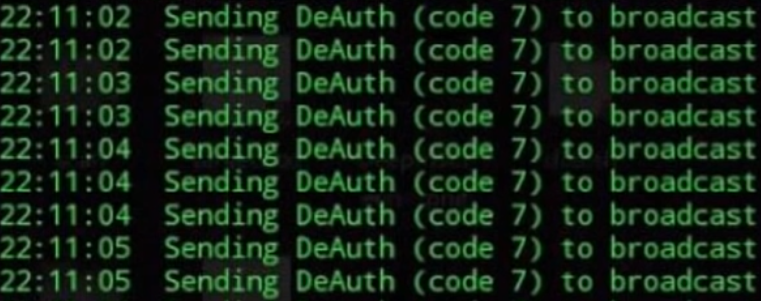 22:11:02 Sending DeAuth (code 7) to broadcast
22:11:02 Sending DeAuth (code 7) to broadcast
22:11:03 Sending DeAuth (code 7) to broadcast
22:11:03 Sending DeAuth (code 7) to broadcast
22:11:04 Sending DeAuth (code 7) to broadcast
22:11:04 Sending DeAuth (code 7) to broadcast
22:11:04 Sending DeAuth (code 7) to broadcast
22:11:05 Sending DeAuth (code 7) to broadcast
22:11:05 Sending DeAuth (code 7) to broadcast